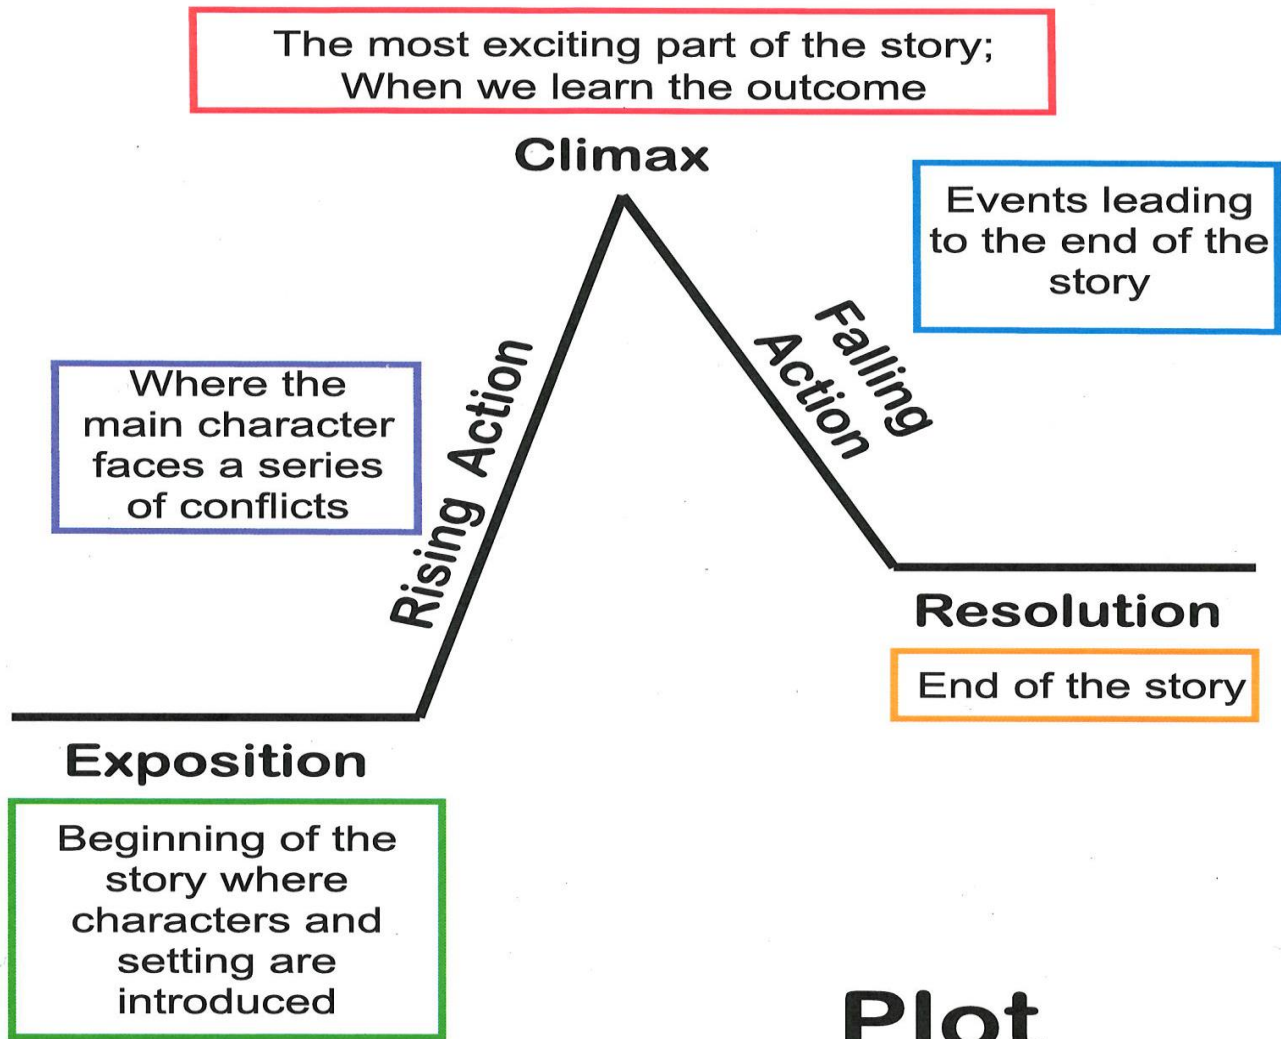 The most exciting part of the story;
When we learn the outcome
Climax
Events leading
to the end of the
story
Falling
Action
Where the
main character
faces a series
of conflicts
Rising Action
Resolution
End of the story
Exposition
Beginning of the
story where
characters and
setting are
introduced
Plot